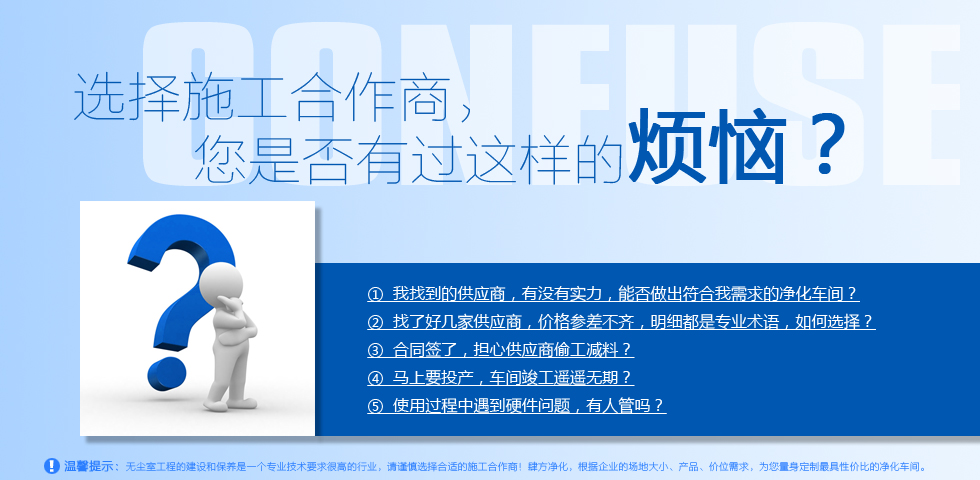 CONFUSE
选择施工合作商，
您是否有过这样的烦恼？
① 我找到的供应商，有没有实力，能否做出符合我需求的净化车间？
② 找了好几家供应商，价格参差不齐，明细都是专业术语，如何选择？
③ 合同签了，担心供应商偷工减料？
④ 马上要投产，车间竣工遥遥无期？
⑤ 使用过程中遇到硬件问题，有人管吗？
温馨提示：无尘室工程的建设和保养是一个专业技术要求很高的行业，请谨慎选择合适的施工合作商！肆方净化，根据企业的场地大小、产品、价位需求，为您量身定制最具性价比的净化车间。